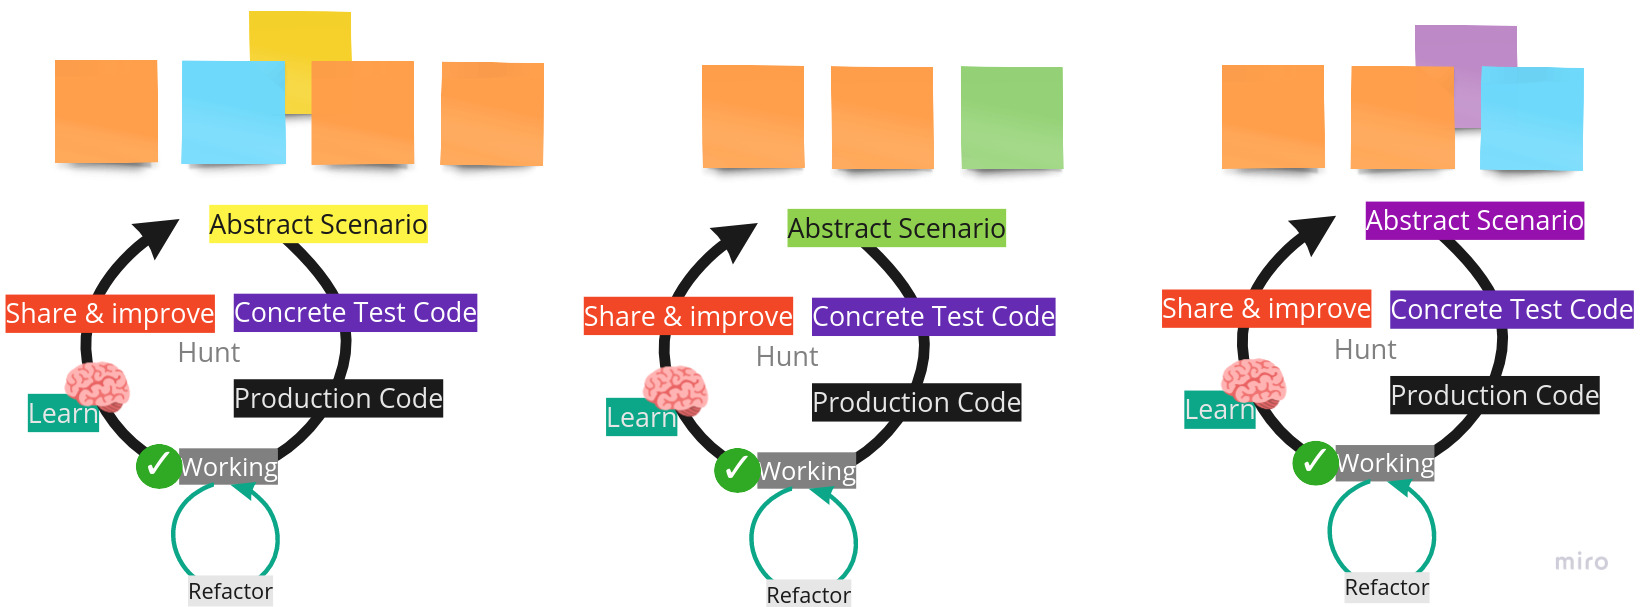 Abstract Scenario
Share & improve
Concrete Test Code
Hunt
Production Code
Learn
✓
Working
Refactor
Abstract Scenario
Share & improve
Concrete Test Code
Hunt
Production Code
Learn
✓
Working
Refactor
Abstract Scenario
Share & improve
Concrete Test Code
Hunt
Production Code
Learn
✓
Working
Refactor
miro